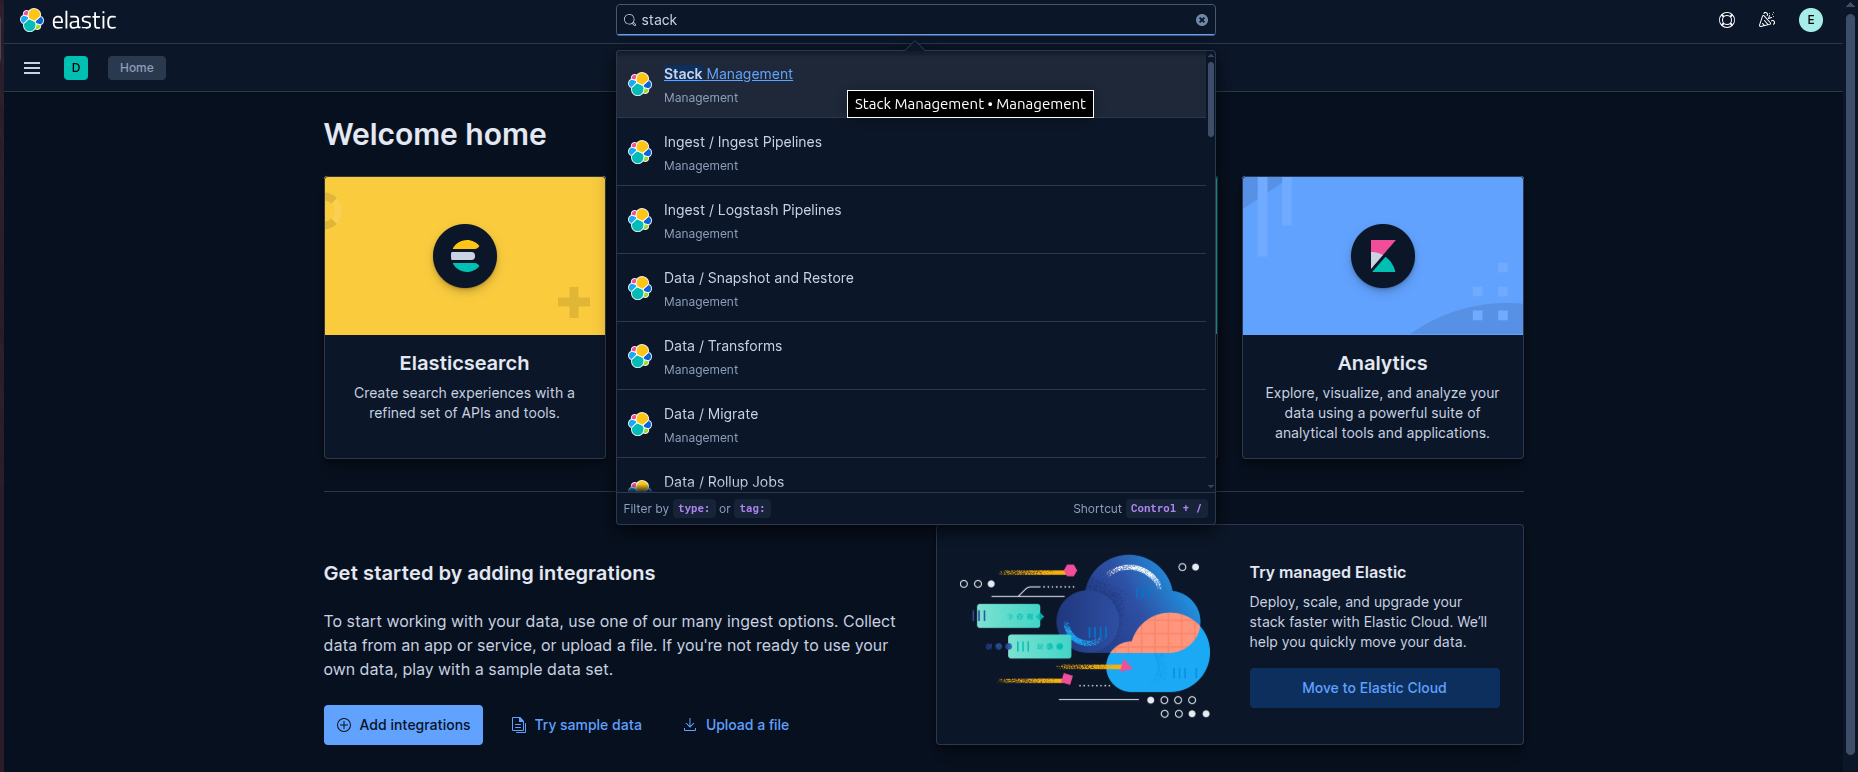 elastic
stack
E
D
Home
Stack Management
Management
Stack Management • Management
Ingest / Ingest Pipelines
Management
Ingest / Logstash Pipelines
Management
Data / Snapshot and Restore
Management
Data / Transforms
Management
Data / Migrate
Management
Data / Rollup Jobs
Filter by type: or tag:
Shortcut Control + /
Welcome home
Elasticsearch
Create search experiences with a
refined set of APIs and tools.
Analytics
Explore, visualize, and analyze your
data using a powerful suite of
analytical tools and applications.
Get started by adding integrations
To start working with your data, use one of our many ingest options. Collect
data from an app or service, or upload a file. If you're not ready to use your
own data, play with a sample data set.
Add integrations
Try sample data
Upload a file
Try managed Elastic
Deploy, scale, and upgrade your
stack faster with Elastic Cloud. We’ll
help you quickly move your data.
Move to Elastic Cloud